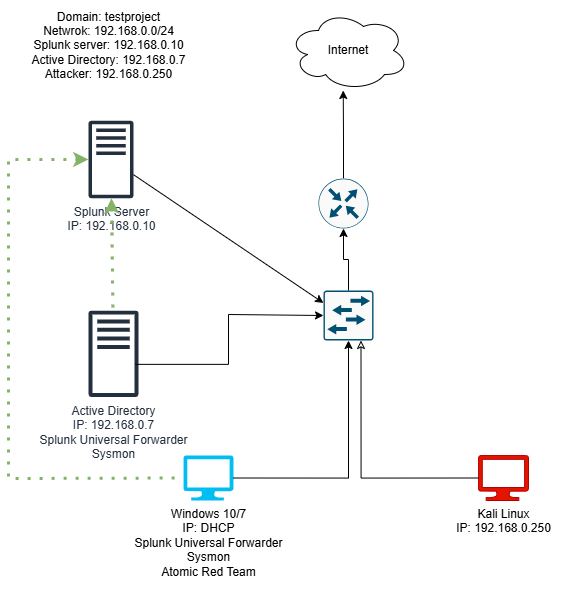 Domain: testproject
Netwrok: 192.168.0.0/24
Splunk server: 192.168.0.10
Active Directory: 192.168.0.7
Attacker: 192.168.0.250
Internet
Splunk Server
IP: 192.168.0.10
Active Directory
IP: 192.168.0.7
Splunk Universal Forwarder
Sysmon
Windows 10/7
IP: DHCP
Splunk Universal Forwarder
Sysmon
Atomic Red Team
Kali Linux
IP: 192.168.0.250